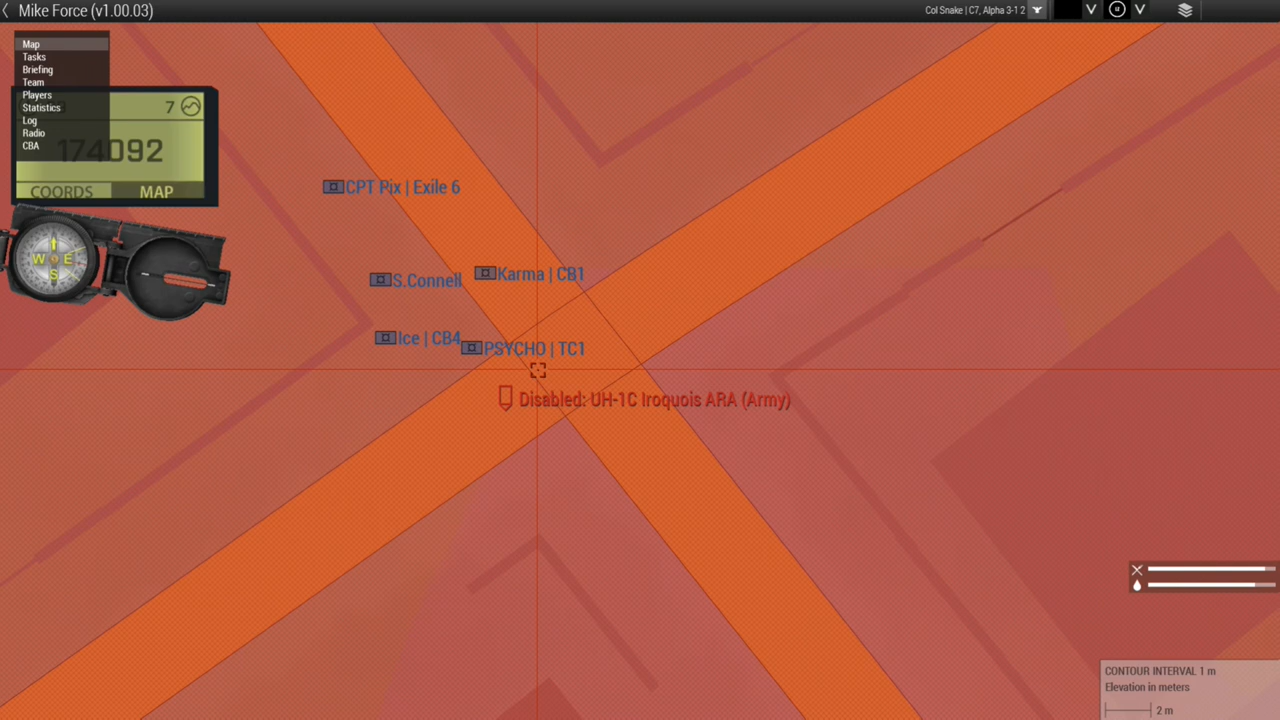 Mike Force (v1.00.03)
Col Snake | C7, Alpha 3-1 2
Map
Tasks
Briefing
Team
Players
Statistics
Log
Radio
CBA
7
174092
COORDS MAP
W E
S
CPT Pix | Exile 6
S.Connell
Karma | CB1
Ice | CB4
PSYCHO | TC1
Disabled: UH-1C Iroquois ARA (Army)
CONTOUR INTERVAL 1 m
Elevation in meters
2 m